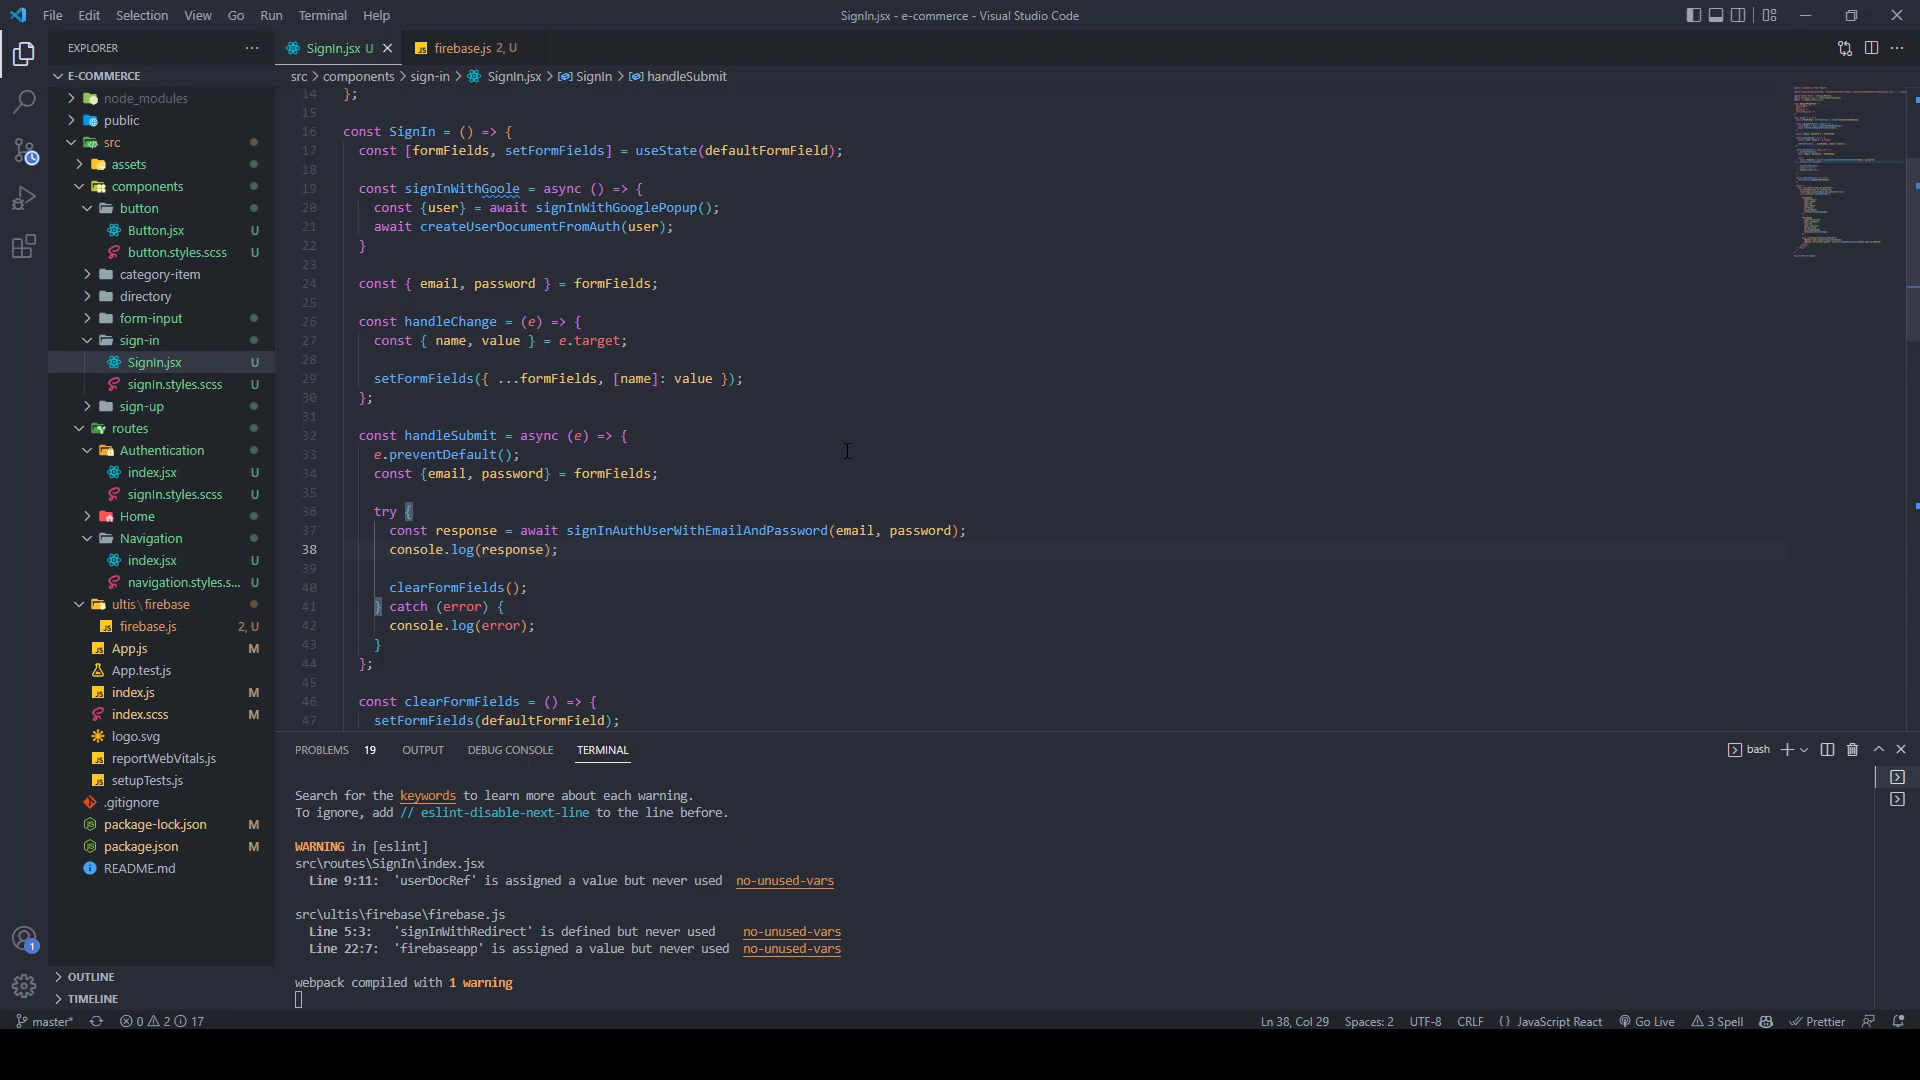 File Edit Selection View Go Run Terminal Help
SignIn.jsx - e-commerce - Visual Studio Code
EXPLORER
E-COMMERCE
node_modules
public
src
assets
components
button
Button.jsx U
button.styles.scss U
category-item
directory
form-input
sign-in
SignIn.jsx U
signIn.styles.scss U
sign-up
routes
Authentication
index.jsx U
signIn.styles.scss U
Home
Navigation
index.jsx U
navigation.styles.s... U
ultis \ firebase
firebase.js 2, U
App.js M
App.test.js
index.js M
index.scss M
logo.svg
reportWebVitals.js
setupTests.js
.gitignore
package-lock.json M
package.json M
README.md
OUTLINE
TIMELINE
SignIn.jsx U firebase.js 2, U
src > components > sign-in > SignIn.jsx > SignIn > handleSubmit
14 };
15
16 const SignIn = () => {
17 const [formFields, setFormFields] = useState(defaultFormField);
18
19 const signInWithGoole = async () => {
20 const {user} = await signInWithGooglePopup();
21 await createUserDocumentFromAuth(user);
22 }
23
24 const { email, password } = formFields;
25
26 const handleChange = (e) => {
27 const { name, value } = e.target;
28
29 setFormFields({ ...formFields, [name]: value });
30 };
31
32 const handleSubmit = async (e) => {
33 e.preventDefault();
34 const {email, password} = formFields;
35
36 try {
37 const response = await signInAuthUserWithEmailAndPassword(email, password);
38 console.log(response);
39
40 clearFormFields();
41 } catch (error) {
42 console.log(error);
43 }
44 };
45
46 const clearFormFields = () => {
47 setFormFields(defaultFormField);
PROBLEMS 19 OUTPUT DEBUG CONSOLE TERMINAL
bash
Search for the keywords to learn more about each warning.
To ignore, add // eslint-disable-next-line to the line before.
WARNING in [eslint]
src\routes\SignIn\index.jsx
Line 9:11: 'userDocRef' is assigned a value but never used no-unused-vars
src\ultis\firebase\firebase.js
Line 5:3: 'signInWithRedirect' is defined but never used no-unused-vars
Line 22:7: 'firebaseapp' is assigned a value but never used no-unused-vars
webpack compiled with 1 warning
1
master* 0 2 17
Ln 38, Col 29 Spaces: 2 UTF-8 CRLF {} JavaScript React Go Live 3 Spell Prettier